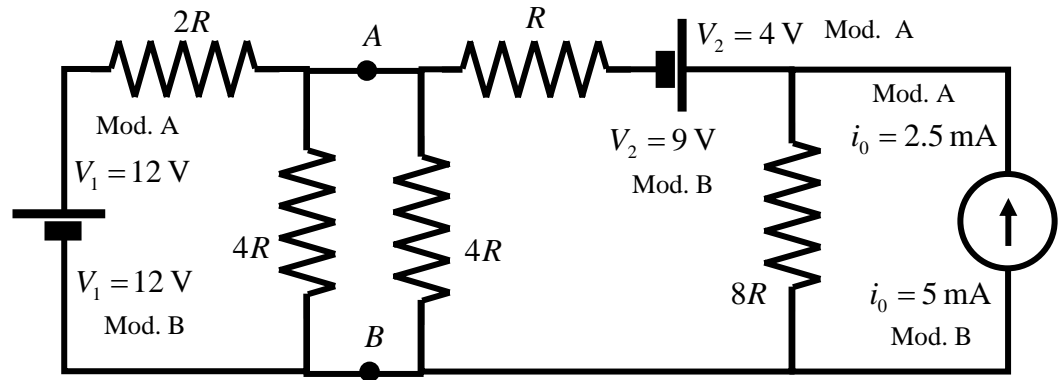 2R
A
R
V₂ = 4 V Mod. A
Mod. A
V₁ = 12 V
Mod. A
i₀ = 2.5 mA
V₂ = 9 V
Mod. B
4R
4R
8R
V₁ = 12 V
Mod. B
B
i₀ = 5 mA
Mod. B